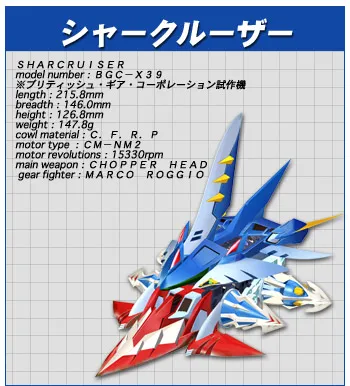 シャークルーザー
ＳＨＡＲＣＲＵＩＳＥＲ
model number : ＢＧＣ－Ｘ３９
※ブリティッシュ・ギア・コーポレーション試作機
length : 215.8mm
breadth : 146.0mm
height : 126.8mm
weight : 147.8g
cowl material : Ｃ．Ｆ．Ｒ．Ｐ
motor type ： ＣＭ－ＮＭ２
motor revolutions : 15330rpm
main weapon : ＣＨＯＰＰＥＲ　ＨＥＡＤ
gear fighter : ＭＡＲＣＯ　ＲＯＧＧＩＯ